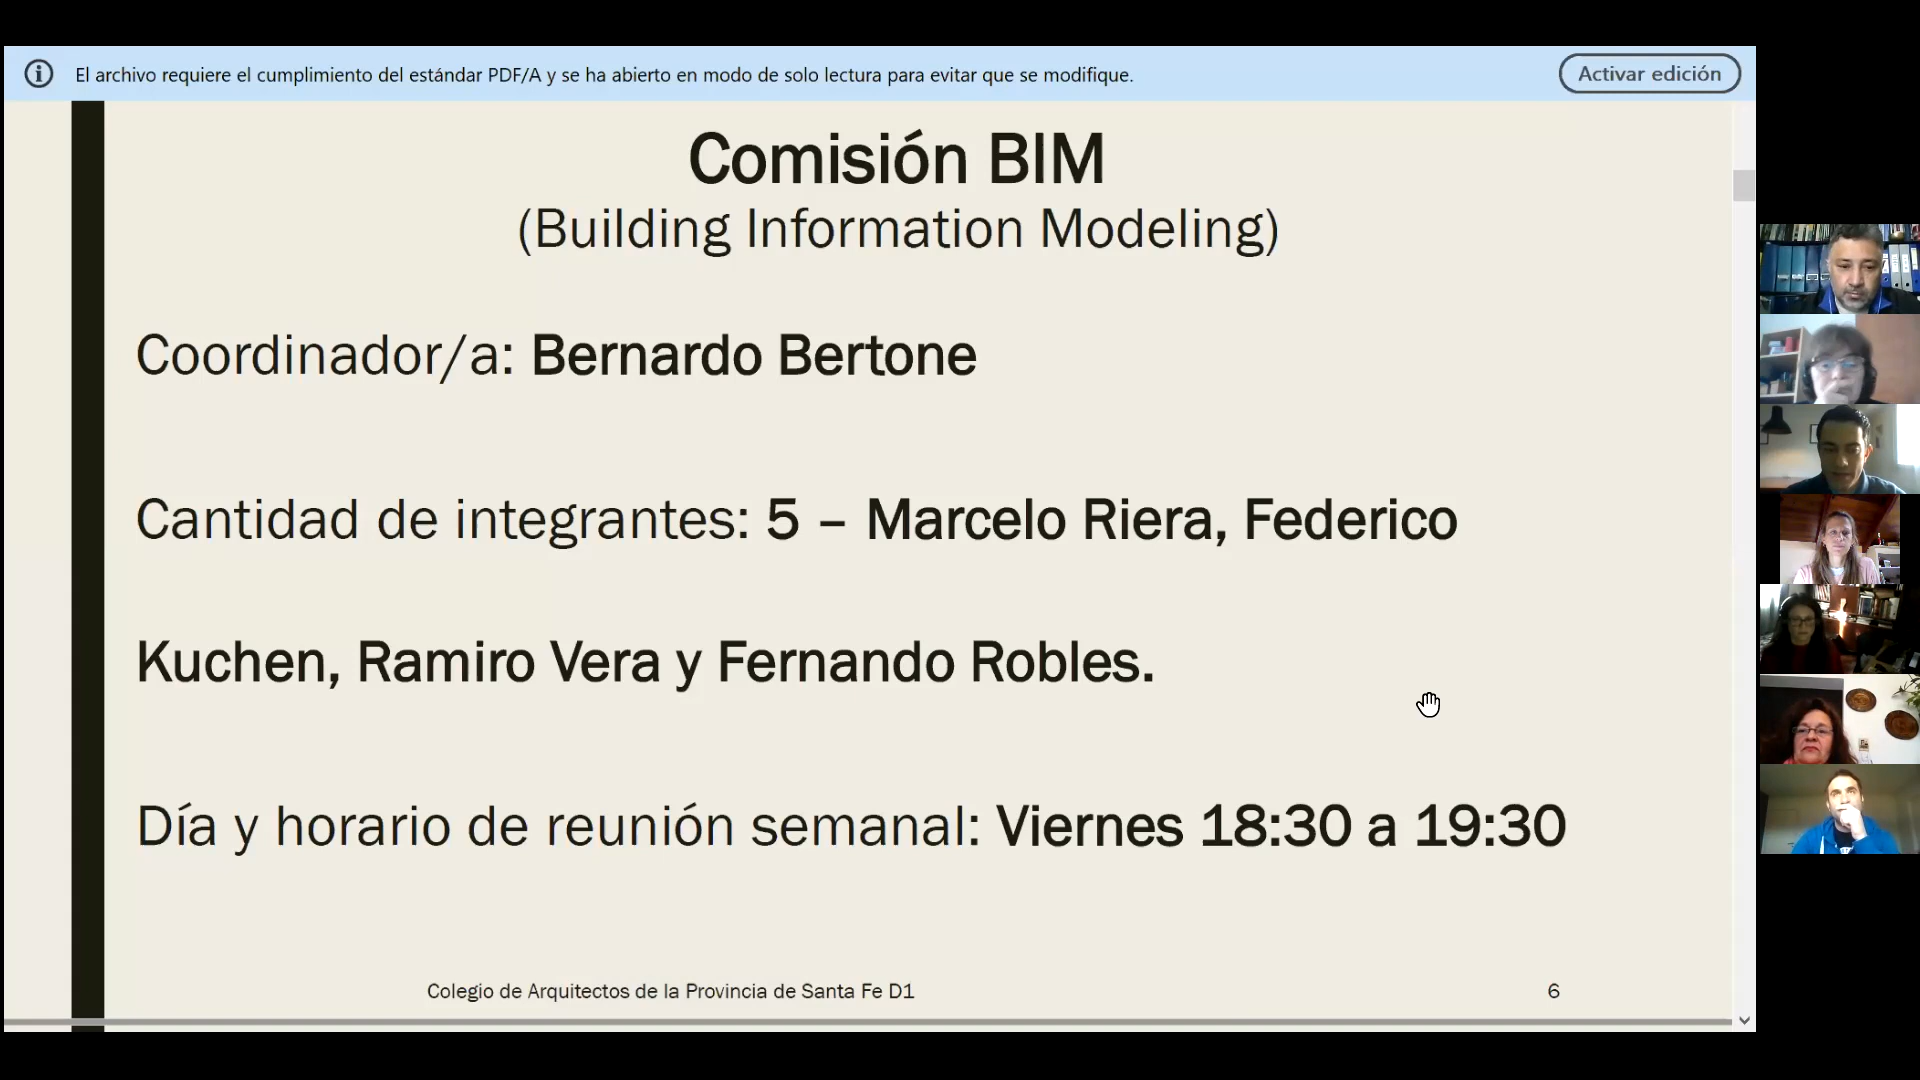 El archivo requiere el cumplimiento del estándar PDF/A y se ha abierto en modo de solo lectura para evitar que se modifique.
Activar edición
Comisión BIM
(Building Information Modeling)
Coordinador/a: Bernardo Bertone
Cantidad de integrantes: 5 – Marcelo Riera, Federico
Kuchen, Ramiro Vera y Fernando Robles.
Día y horario de reunión semanal: Viernes 18:30 a 19:30
Colegio de Arquitectos de la Provincia de Santa Fe D1
6